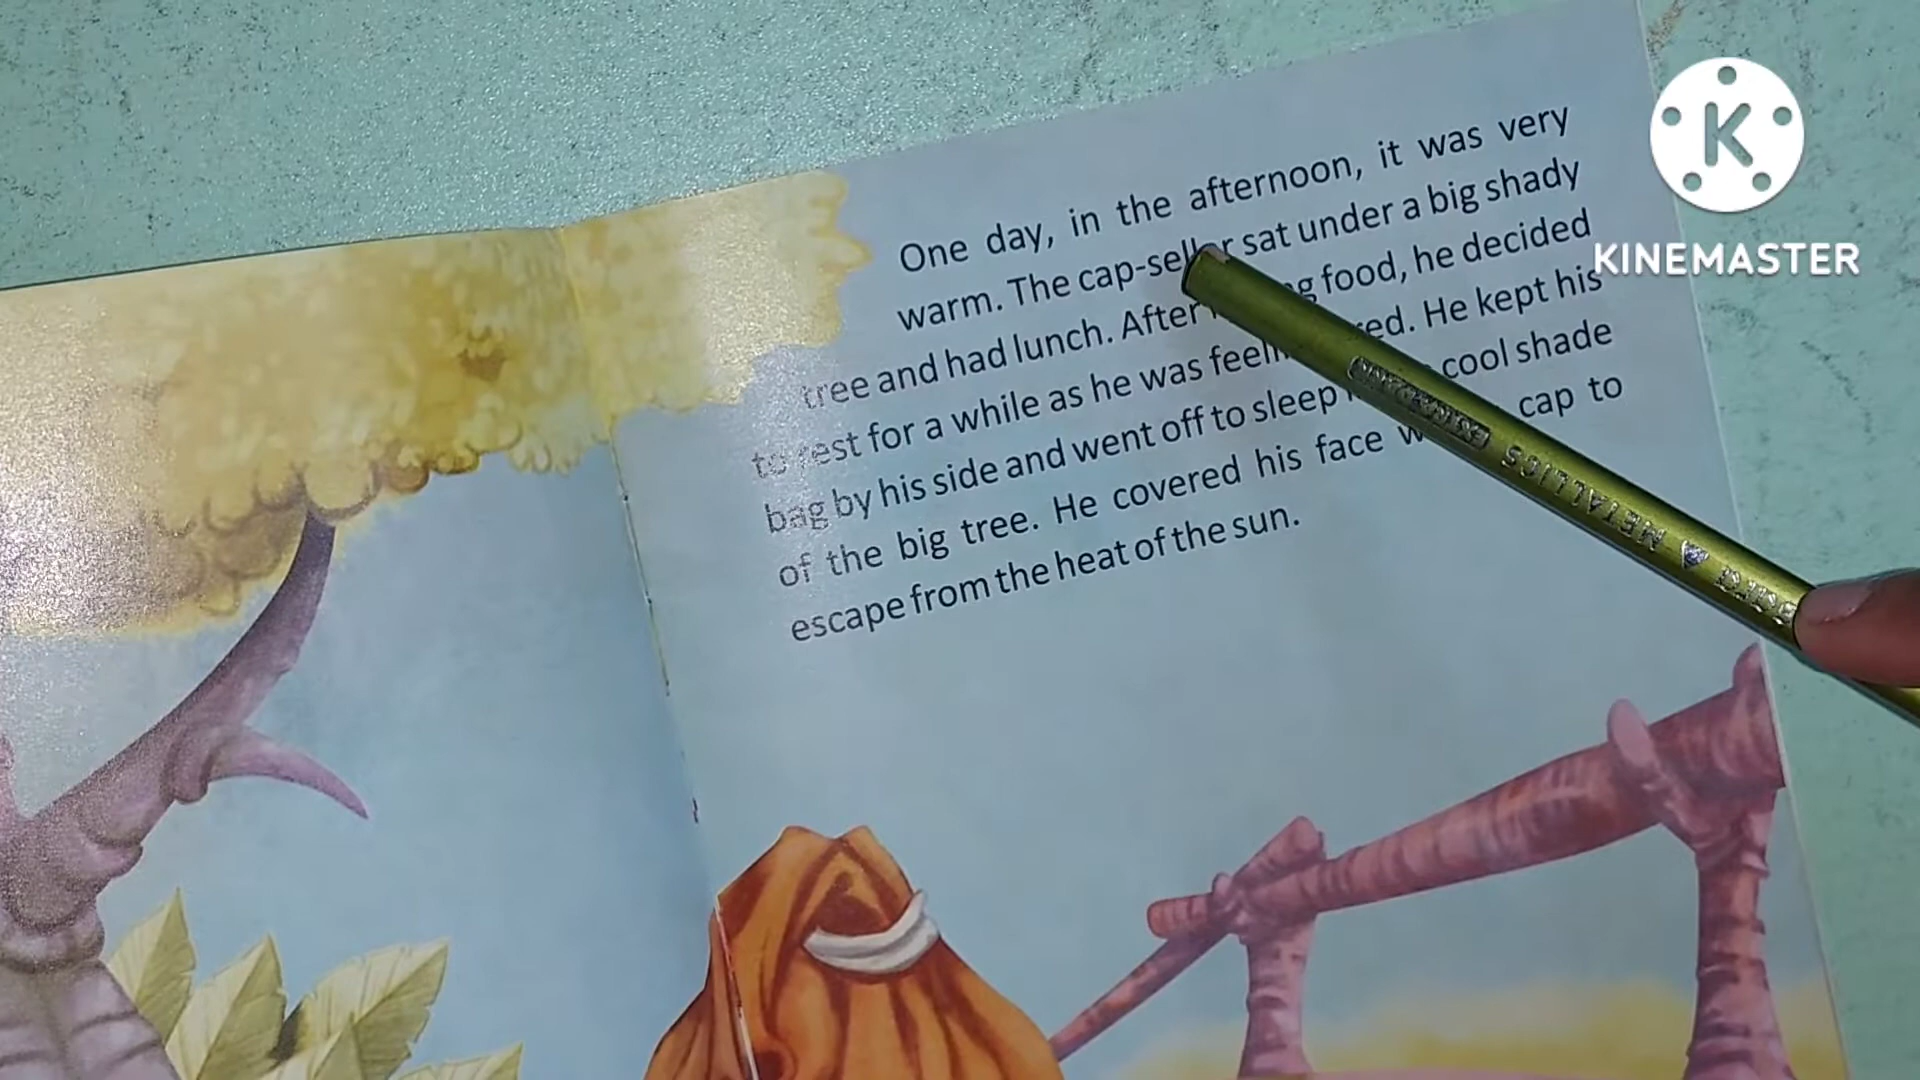 One day, in the afternoon, it was very
warm. The cap-seller sat under a big shady
tree and had lunch. After food, he decided
to rest for a while as he was He kept his
bag by his side and went off to sleep cool shade
of the big tree. He covered his face cap to
escape from the heat of the sun.
METALLICS
K
KINEMASTER